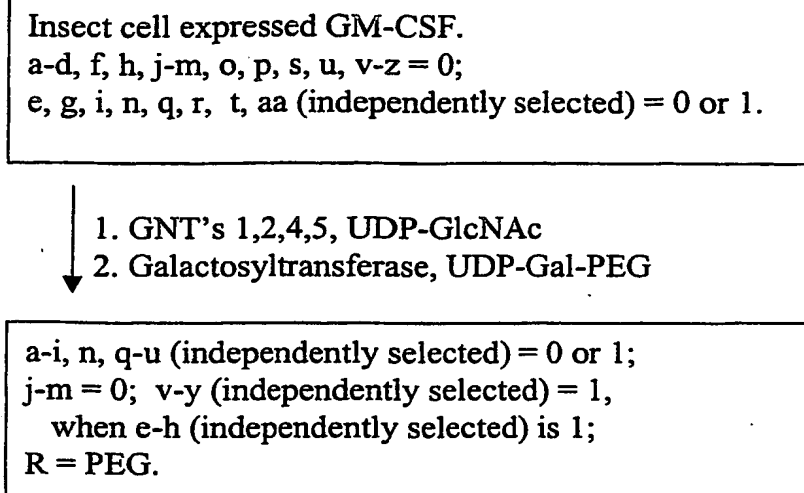 Insect cell expressed GM-CSF.
a-d, f, h, j-m, o, p, s, u, v-z = 0;
e, g, i, n, q, r, t, aa (independently selected) = 0 or 1.
1. GNT's 1,2,4,5, UDP-GlcNAc
2. Galactosyltransferase, UDP-Gal-PEG
a-i, n, q-u (independently selected) = 0 or 1;
j-m = 0; v-y (independently selected) = 1,
when e-h (independently selected) is 1;
R = PEG.